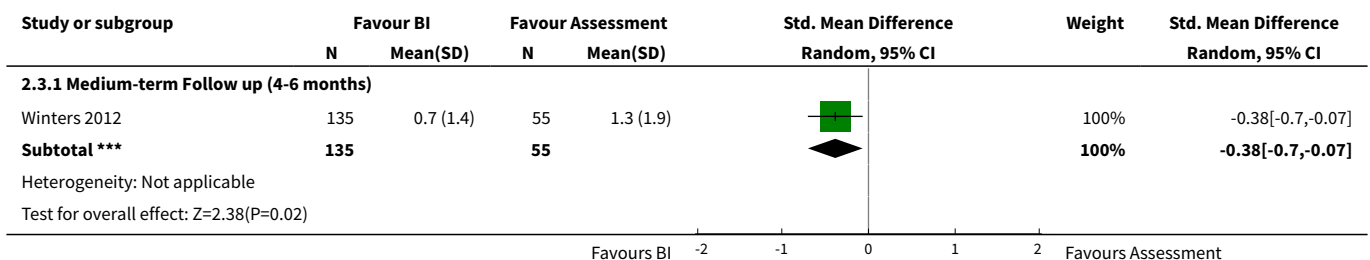 Study or subgroup Favour BI Favour Assessment Std. Mean Difference Weight Std. Mean Difference
N Mean(SD) N Mean(SD) Random, 95% CI Random, 95% CI
2.3.1 Medium-term Follow up (4-6 months)
Winters 2012 135 0.7 (1.4) 55 1.3 (1.9) 100% -0.38[-0.7,-0.07]
Subtotal *** 135 55 100% -0.38[-0.7,-0.07]
Heterogeneity: Not applicable
Test for overall effect: Z=2.38(P=0.02)
Favours BI -2 -1 0 1 2 Favours Assessment